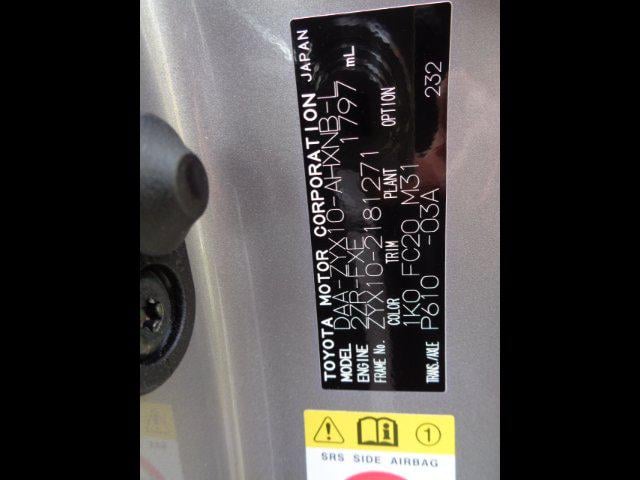 TOYOTA MOTOR CORPORATION JAPAN
MODEL DAA-ZYX10-AHXNB-L
ENGINE 2ZR-FXE 1797 mL
FRAME No. ZYX10-2181271
COLOR TRIM PLANT OPTION
1K0 FC20 M31
TRANS./AXLE P610 -03A 232
1
SRS SIDE AIRBAG